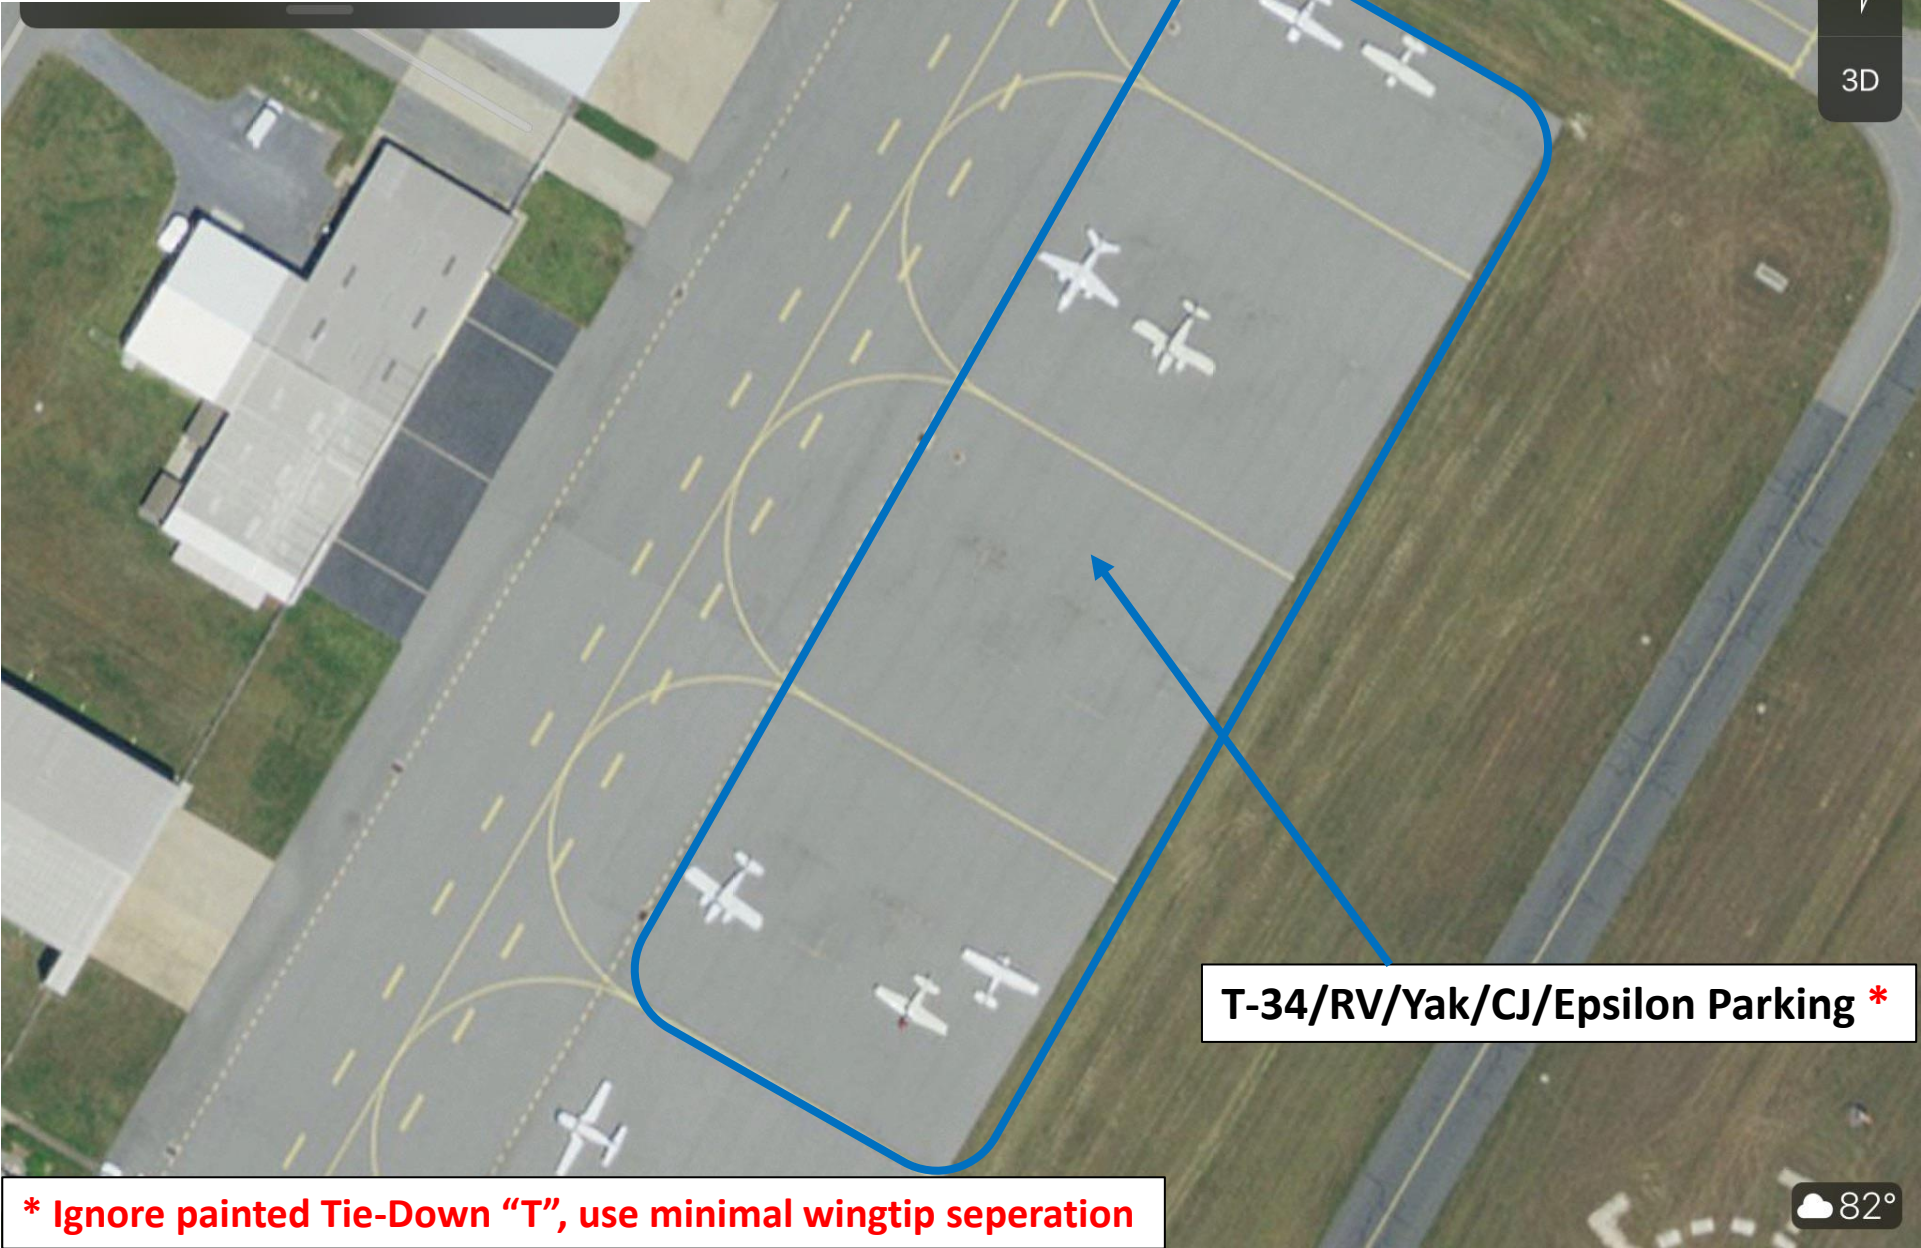 3D
T-34/RV/Yak/CJ/Epsilon Parking *
* Ignore painted Tie-Down “T”, use minimal wingtip seperation
82°